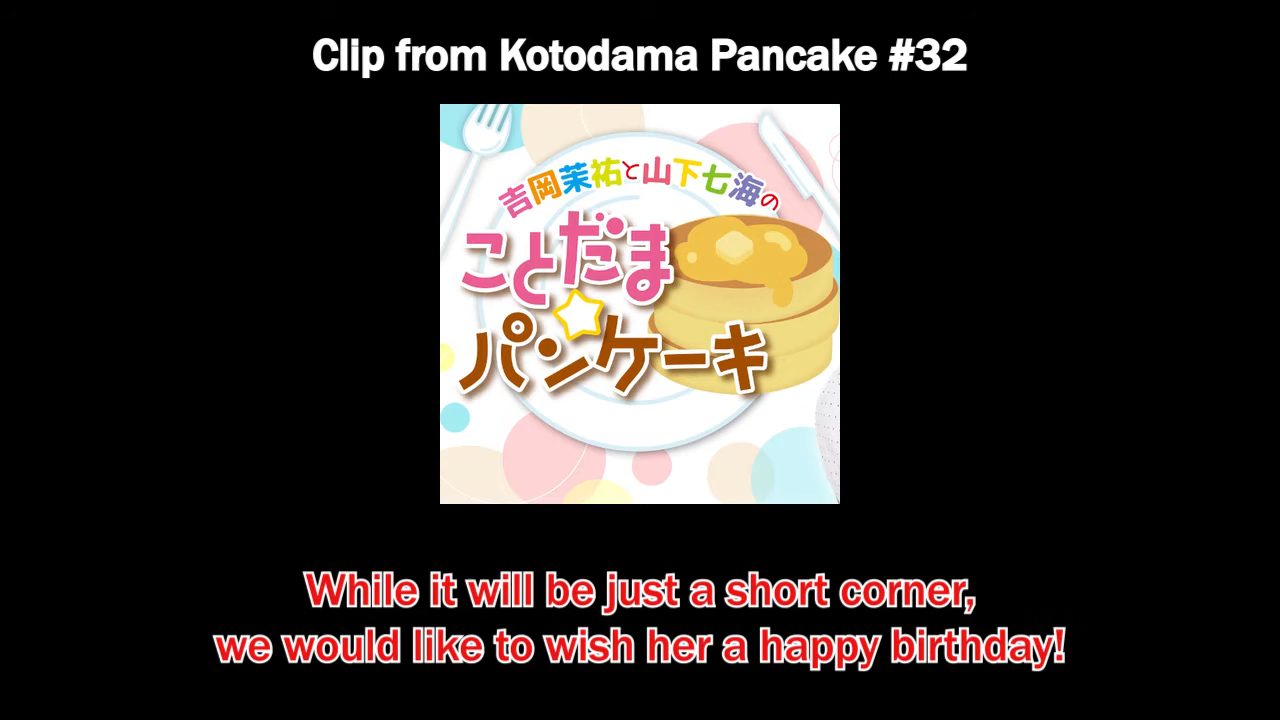 Clip from Kotodama Pancake #32
吉岡茉祐と山下七海の
ことだま
パンケーキ
While it will be just a short corner,
we would like to wish her a happy birthday!